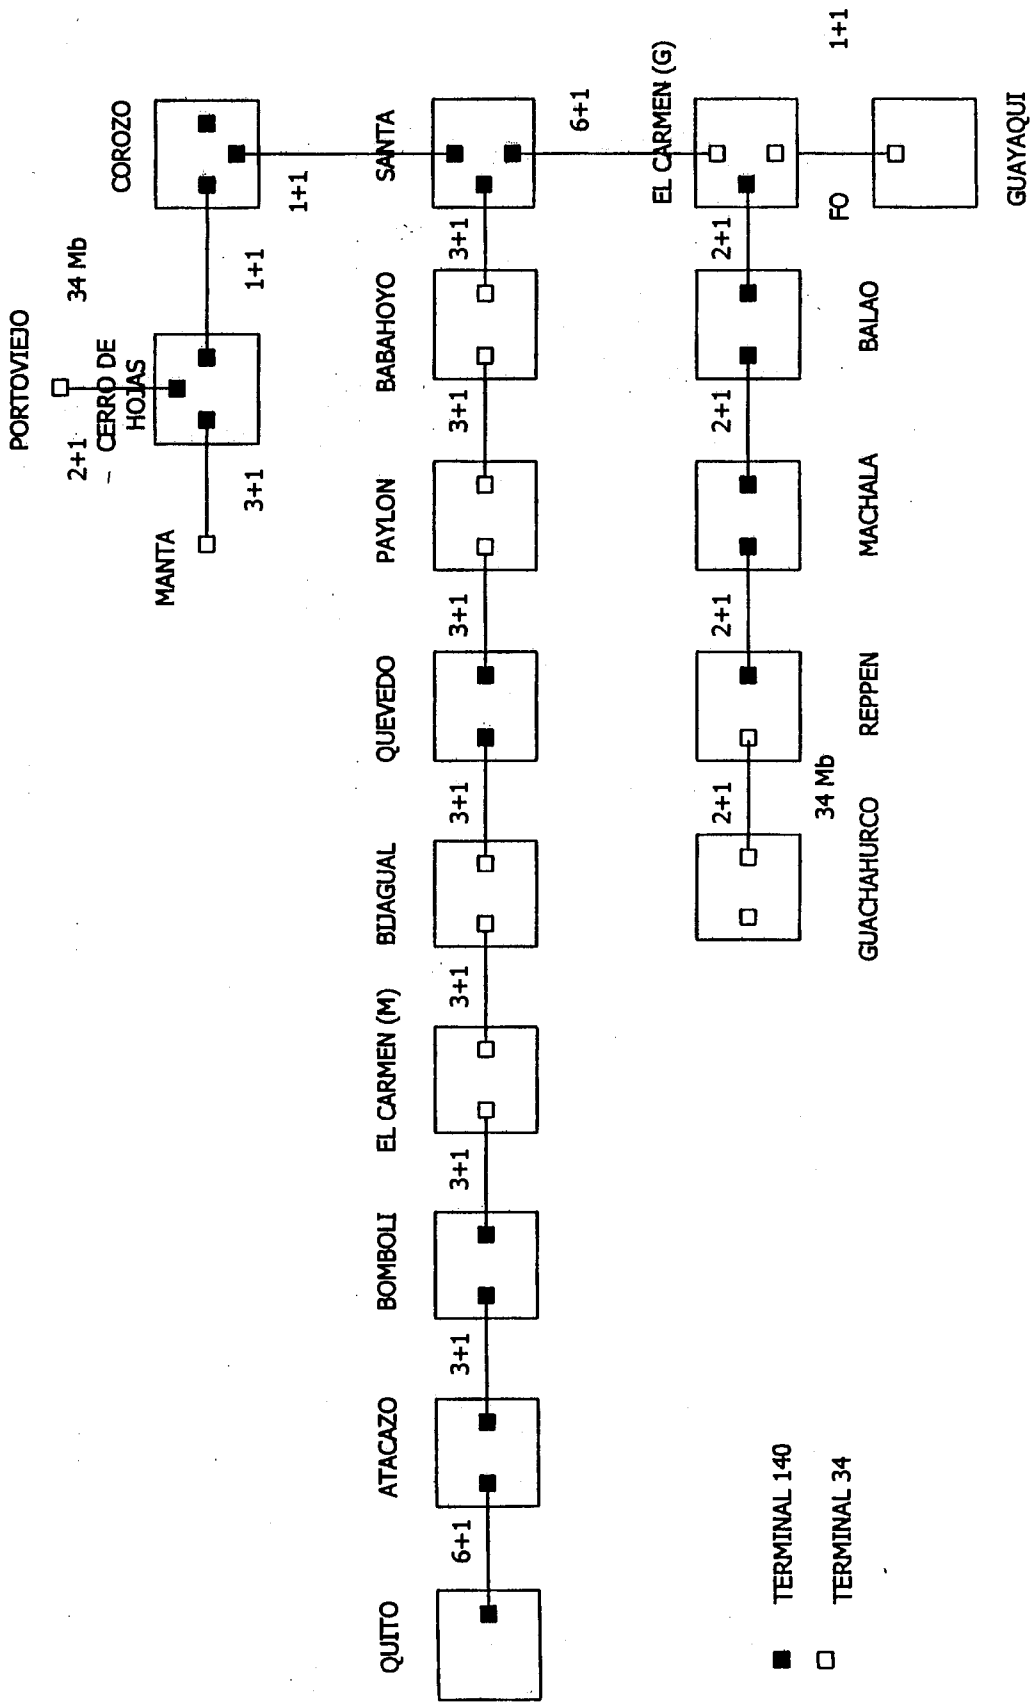 PORTOVIEJO
34 Mb
2+1
CERRO DE
HOJAS
COROZO
MANTA
3+1
1+1
1+1
QUITO
ATACAZO
BOMBOLI
EL CARMEN (M)
BIJAGUAL
QUEVEDO
PAYLON
BABAHOYO
SANTA
6+1
3+1
3+1
3+1
3+1
3+1
3+1
3+1
6+1
EL CARMEN (G)
2+1
2+1
2+1
2+1
34 Mb
GUACHAHURCO
REPPEN
MACHALA
BALAO
FO
1+1
GUAYAQUI
TERMINAL 140
TERMINAL 34